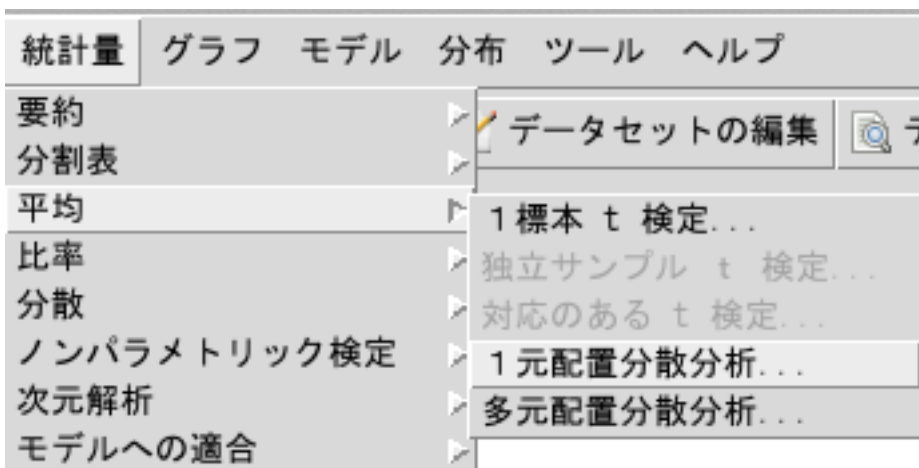 統計量 グラフ モデル 分布 ツール ヘルプ
要約
データセットの編集
分割表
平均
1標本 t 検定...
比率
独立サンプル t 検定...
分散
対応のある t 検定...
ノンパラメトリック検定
1元配置分散分析...
次元解析
多元配置分散分析...
モデルへの適合